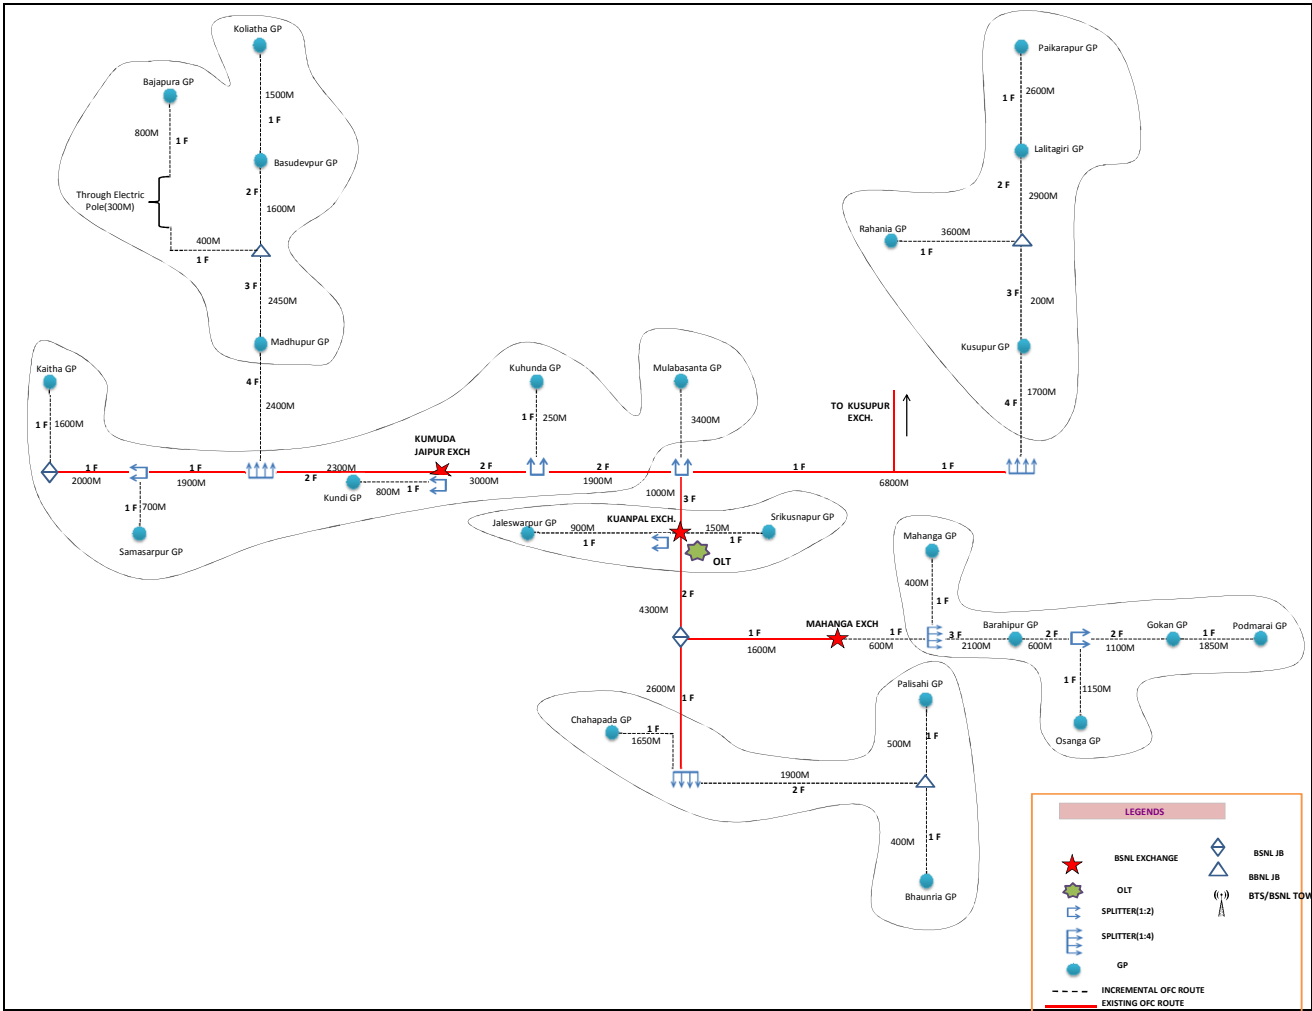 Koliatha GP
Bajapura GP
1500M
1 F
800M
1 F
Basudevpur GP
2 F
Through Electric
Pole(300M)
1600M
400M
1 F
3 F
2450M
Madhupur GP
4 F
2400M
Paikarapur GP
1 F
2600M
Lalitagiri GP
2 F
2900M
Rahania GP
3600M
1 F
3 F
200M
Kusupur GP
4 F
1700M
Kaitha GP
1 F
1600M
Kuhunda GP
1 F
250M
Mulabasanta GP
3400M
TO KUSUPUR
EXCH.
KUMUDA
JAIPUR EXCH
1 F
2000M
1 F
1900M
2 F
2300M
Kundi GP
800M
1 F
2 F
3000M
2 F
1900M
1 F
1 F
6800M
1 F
700M
Samasarpur GP
1000M
3 F
KUANPAL EXCH.
Jaleswarpur GP
900M
1 F
150M
1 F
Srikusnapur GP
OLT
2 F
4300M
MAHANGA EXCH
1 F
1600M
1 F
600M
Mahanga GP
400M
1 F
3 F
2100M
Barahipur GP
2 F
600M
2 F
1100M
Gokan GP
1 F
1850M
Podmarai GP
1 F
1150M
Osanga GP
2600M
1 F
Chahapada GP
1 F
1650M
Palisahi GP
1 F
500M
1900M
2 F
400M
1 F
Bhaunria GP
LEGENDS
BSNL EXCHANGE
BSNL JB
BBNL JB
OLT
BTS/BSNL TOW
SPLITTER(1:2)
SPLITTER(1:4)
GP
INCREMENTAL OFC ROUTE
EXISTING OFC ROUTE